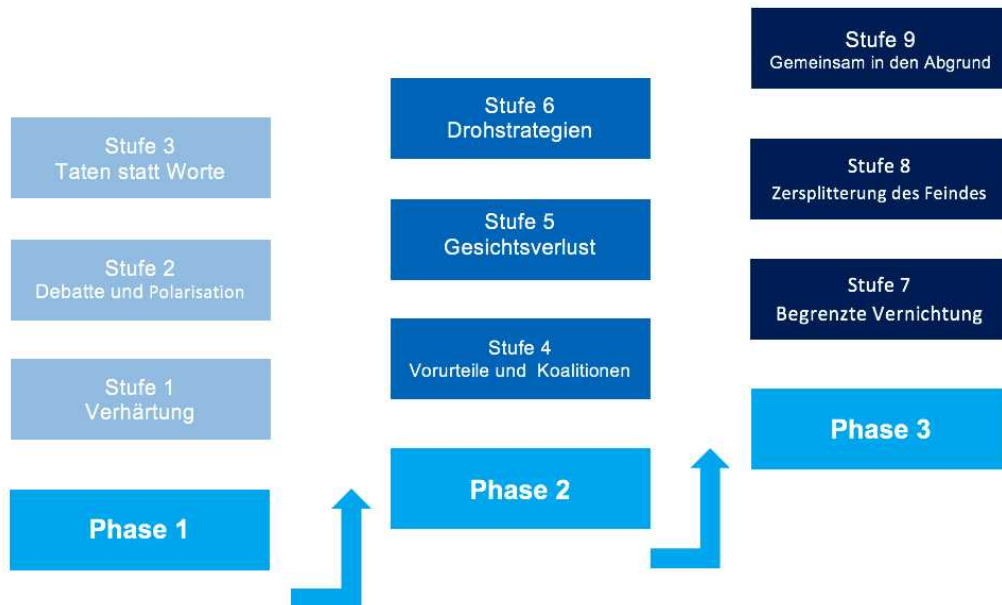 Stufe 3
Taten statt Worte
Stufe 2
Debatte und Polarisation
Stufe 1
Verhärtung
Phase 1
Stufe 6
Drohstrategien
Stufe 5
Gesichtsverlust
Stufe 4
Vorurteile und Koalitionen
Phase 2
Stufe 9
Gemeinsam in den Abgrund
Stufe 8
Zersplitterung des Feindes
Stufe 7
Begrenzte Vernichtung
Phase 3